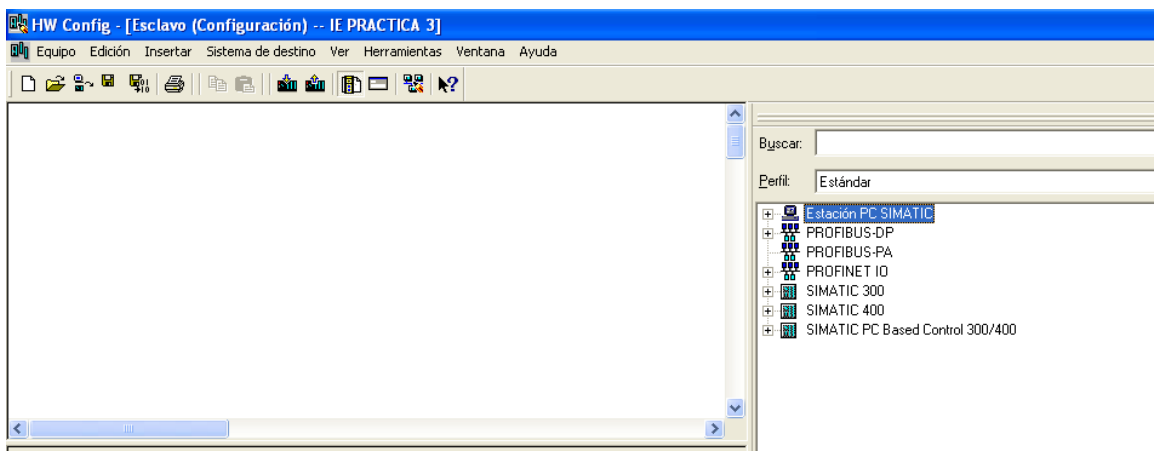 HW Config - [Esclavo (Configuración) -- IE PRACTICA 3]
Equipo Edición Insertar Sistema de destino Ver Herramientas Ventana Ayuda
Buscar:
Perfil: Estándar
Estación PC SIMATIC
PROFIBUS-DP
PROFIBUS-PA
PROFINET IO
SIMATIC 300
SIMATIC 400
SIMATIC PC Based Control 300/400